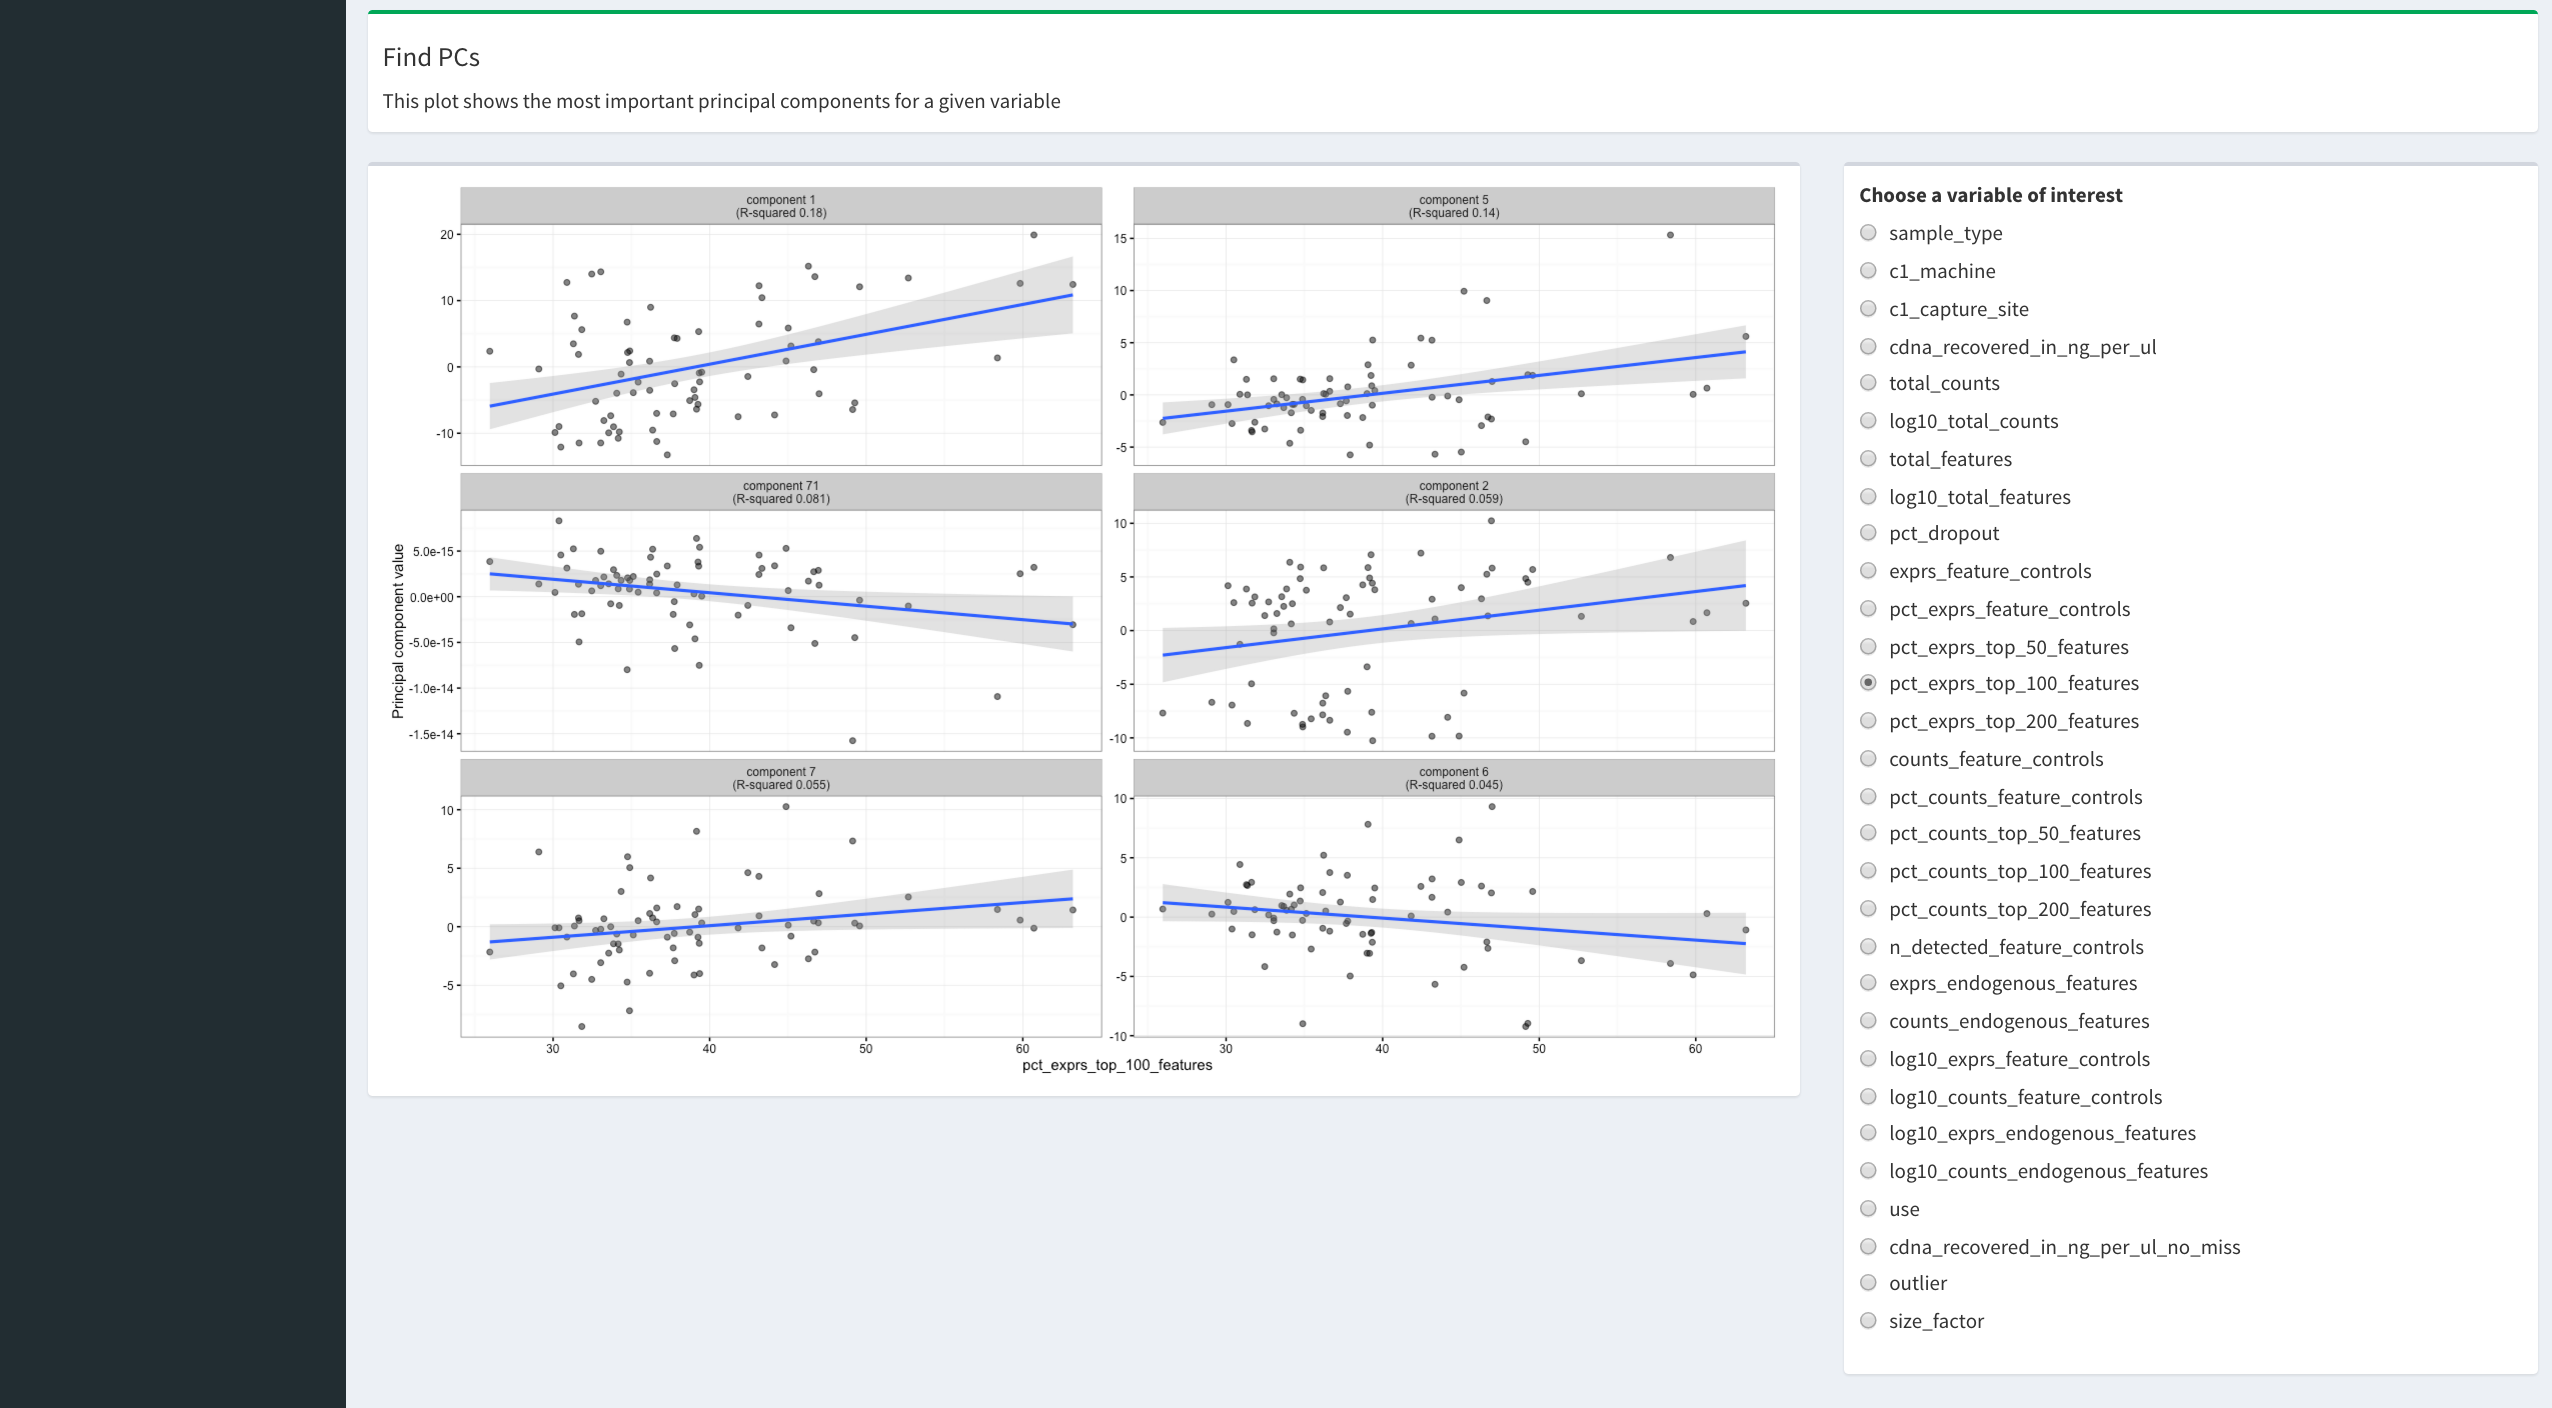 Find PCs
This plot shows the most important principal components for a given variable
component 1
(R-squared 0.18)
20
10
0
-10
component 5
(R-squared 0.14)
15
10
5
0
-5
component 71
(R-squared 0.081)
5.0e-15
0.0e+00
-5.0e-15
-1.0e-14
-1.5e-14
component 2
(R-squared 0.059)
10
5
0
-5
-10
Principal component value
component 7
(R-squared 0.055)
10
5
0
-5
30 40 50 60
component 6
(R-squared 0.045)
10
5
0
-5
-10
30 40 50 60
pct_exprs_top_100_features
Choose a variable of interest
sample_type
c1_machine
c1_capture_site
cdna_recovered_in_ng_per_ul
total_counts
log10_total_counts
total_features
log10_total_features
pct_dropout
exprs_feature_controls
pct_exprs_feature_controls
pct_exprs_top_50_features
pct_exprs_top_100_features
pct_exprs_top_200_features
counts_feature_controls
pct_counts_feature_controls
pct_counts_top_50_features
pct_counts_top_100_features
pct_counts_top_200_features
n_detected_feature_controls
exprs_endogenous_features
counts_endogenous_features
log10_exprs_feature_controls
log10_counts_feature_controls
log10_exprs_endogenous_features
log10_counts_endogenous_features
use
cdna_recovered_in_ng_per_ul_no_miss
outlier
size_factor